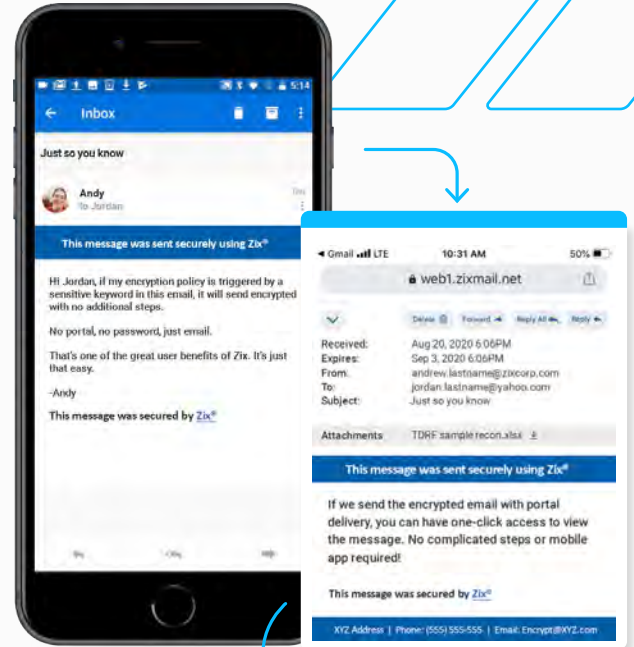 5:14
Inbox
Just so you know
Andy
to Jordan
This message was sent securely using Zix®
Hi Jordan, if my encryption policy is triggered by a
sensitive keyword in this email, it will send encrypted
with no additional steps.
No portal, no password, just email.
That's one of the great user benefits of Zix. It's just
that easy.
-Andy
This message was secured by Zix®
Gmail LTE 10:31 AM 50%
web1.zixmail.net
Delete Forward Reply All Reply
Received: Aug 20, 2020 6:06PM
Expires: Sep 3, 2020 6:06PM
From: andrew.lastname@zixcorp.com
To: jordan.lastname@yahoo.com
Subject: Just so you know
Attachments TDRF sample recon.xlsx
This message was sent securely using Zix®
If we send the encrypted email with portal
delivery, you can have one-click access to view
the message. No complicated steps or mobile
app required!
This message was secured by Zix®
XYZ Address | Phone: (555) 555-555 | Email: Encrypt@XYZ.com